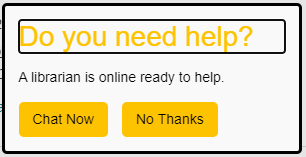 Do you need help?
A librarian is online ready to help.
Chat Now
No Thanks